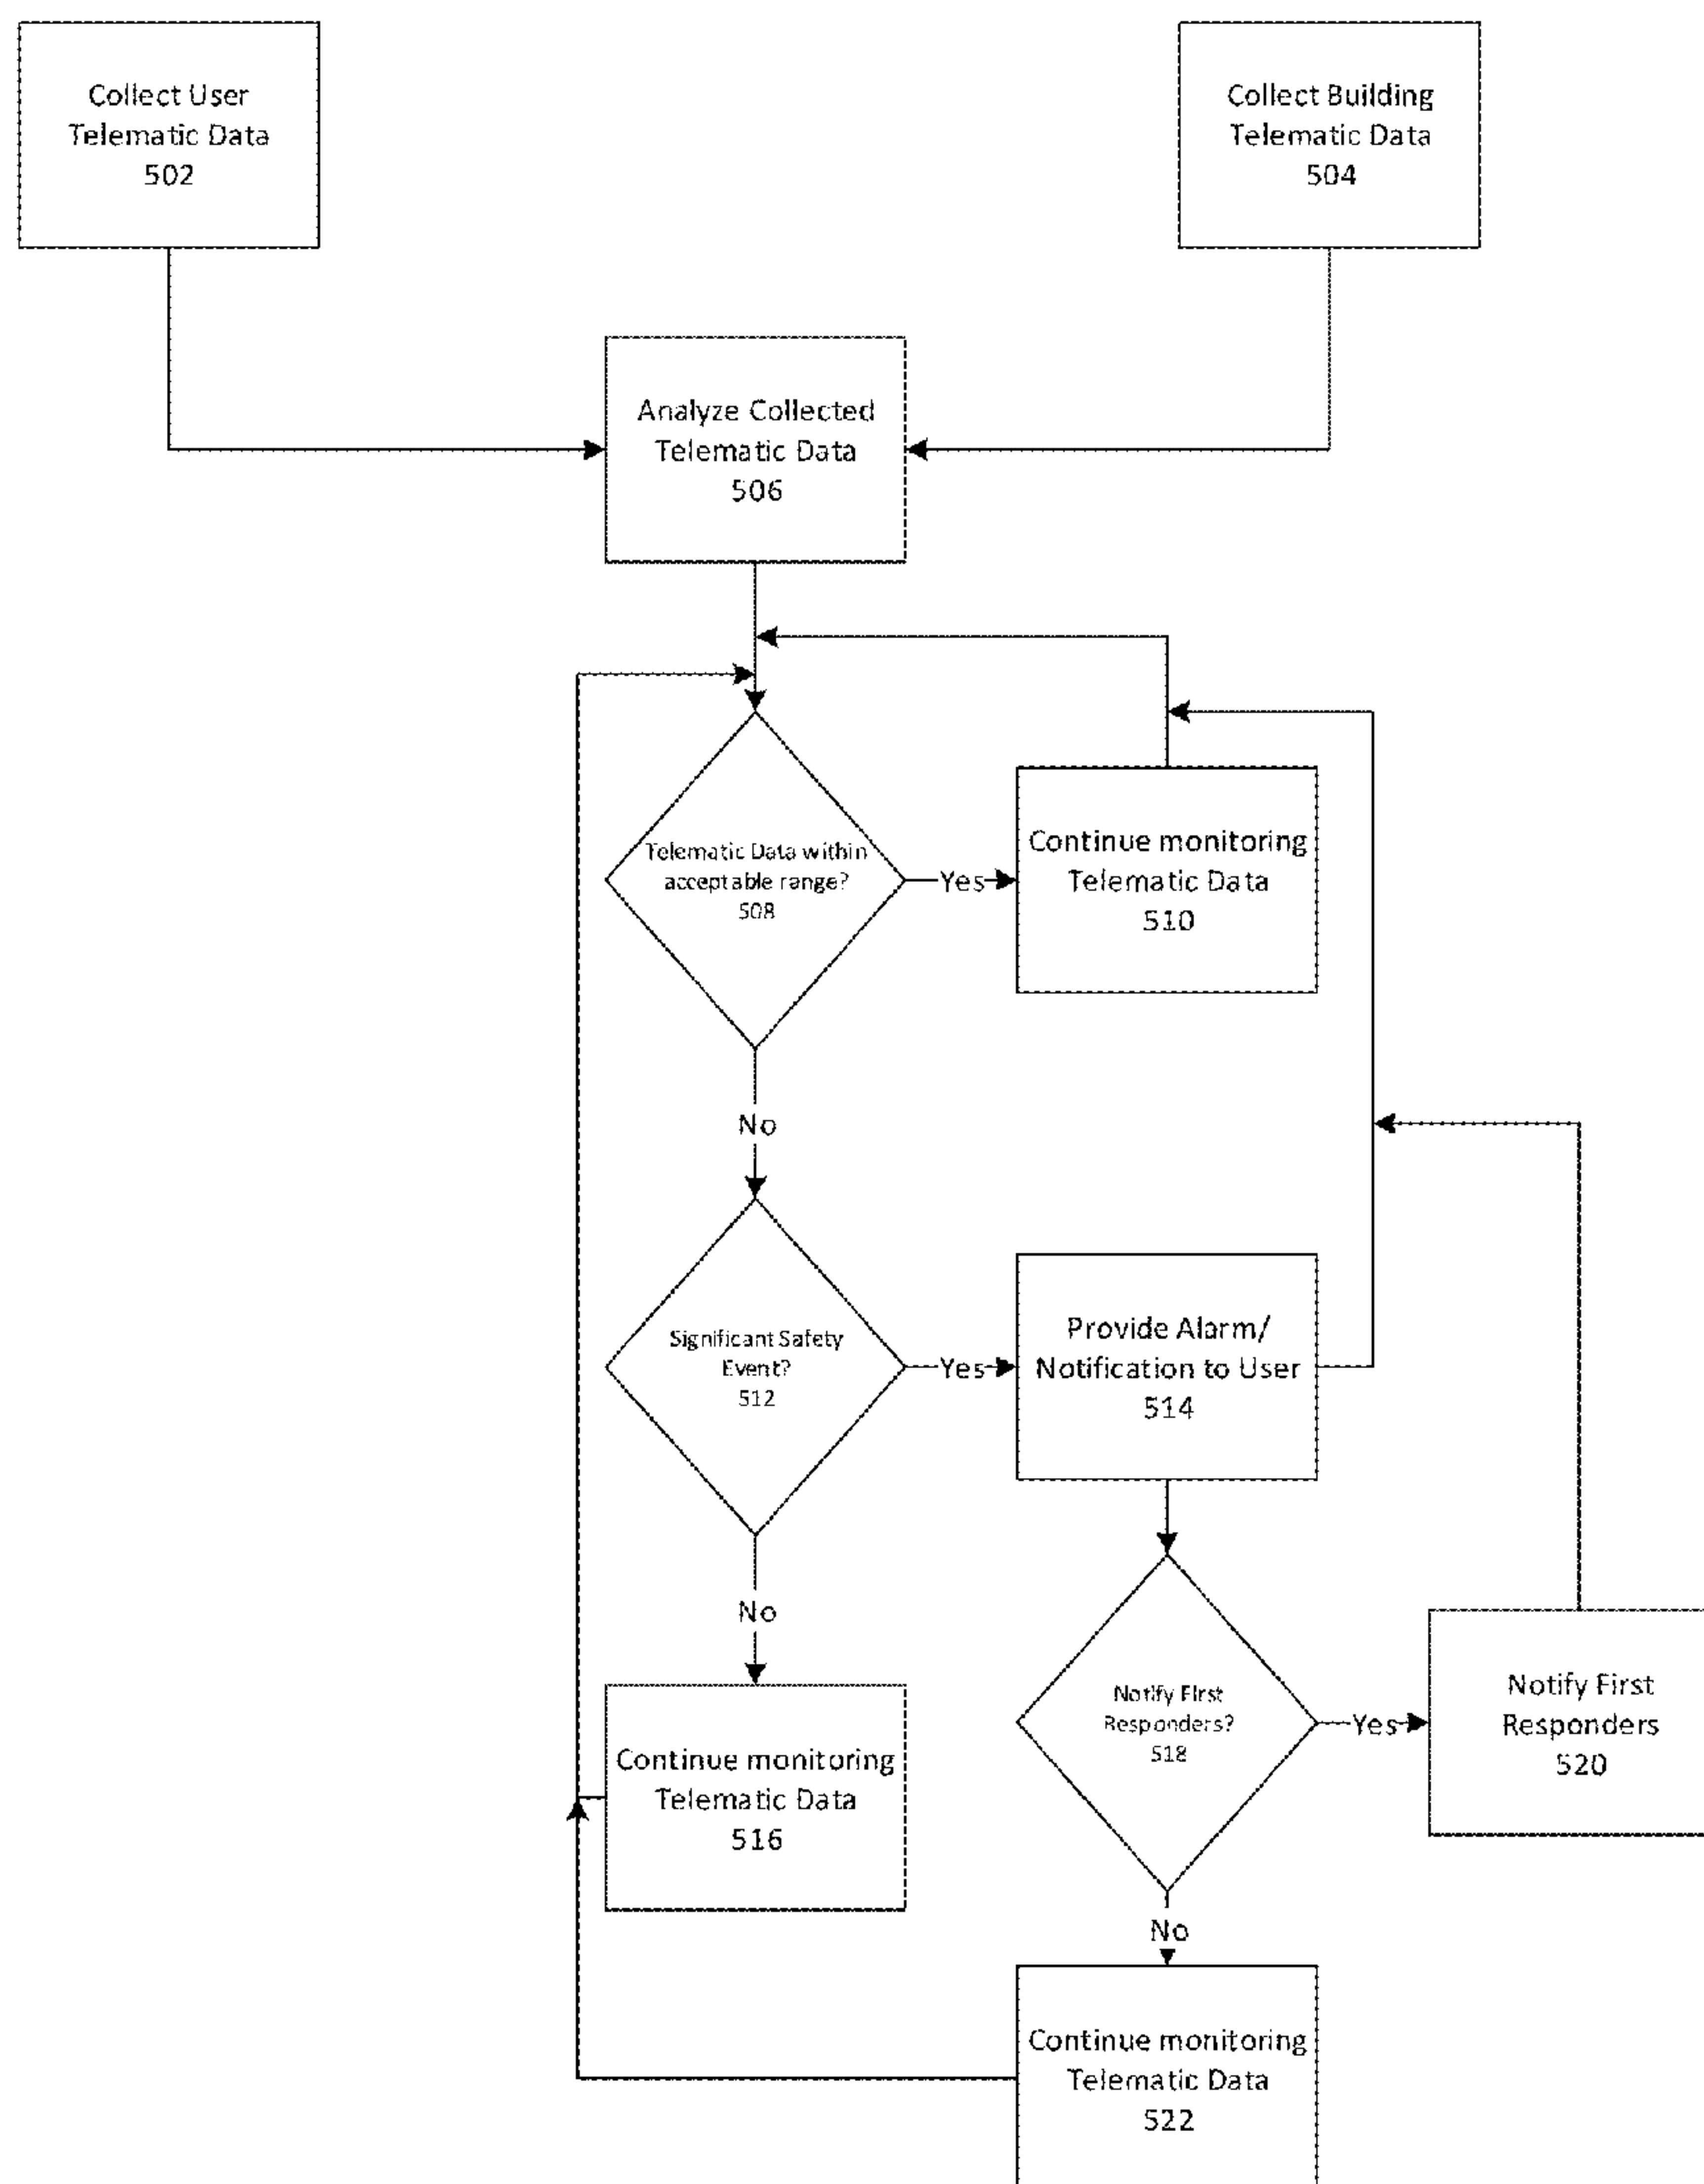 Collect User
Telematic Data
502
Collect Building
Telematic Data
504
Analyze Collected
Telematic Data
506
Telematic Data within
acceptable range?
508
Yes
Continue monitoring
Telematic Data
510
No
Significant Safety
Event?
512
Yes
Provide Alarm/
Notification to User
514
No
Continue monitoring
Telematic Data
516
Notify First
Responders?
518
Yes
Notify First
Responders
520
No
Continue monitoring
Telematic Data
522